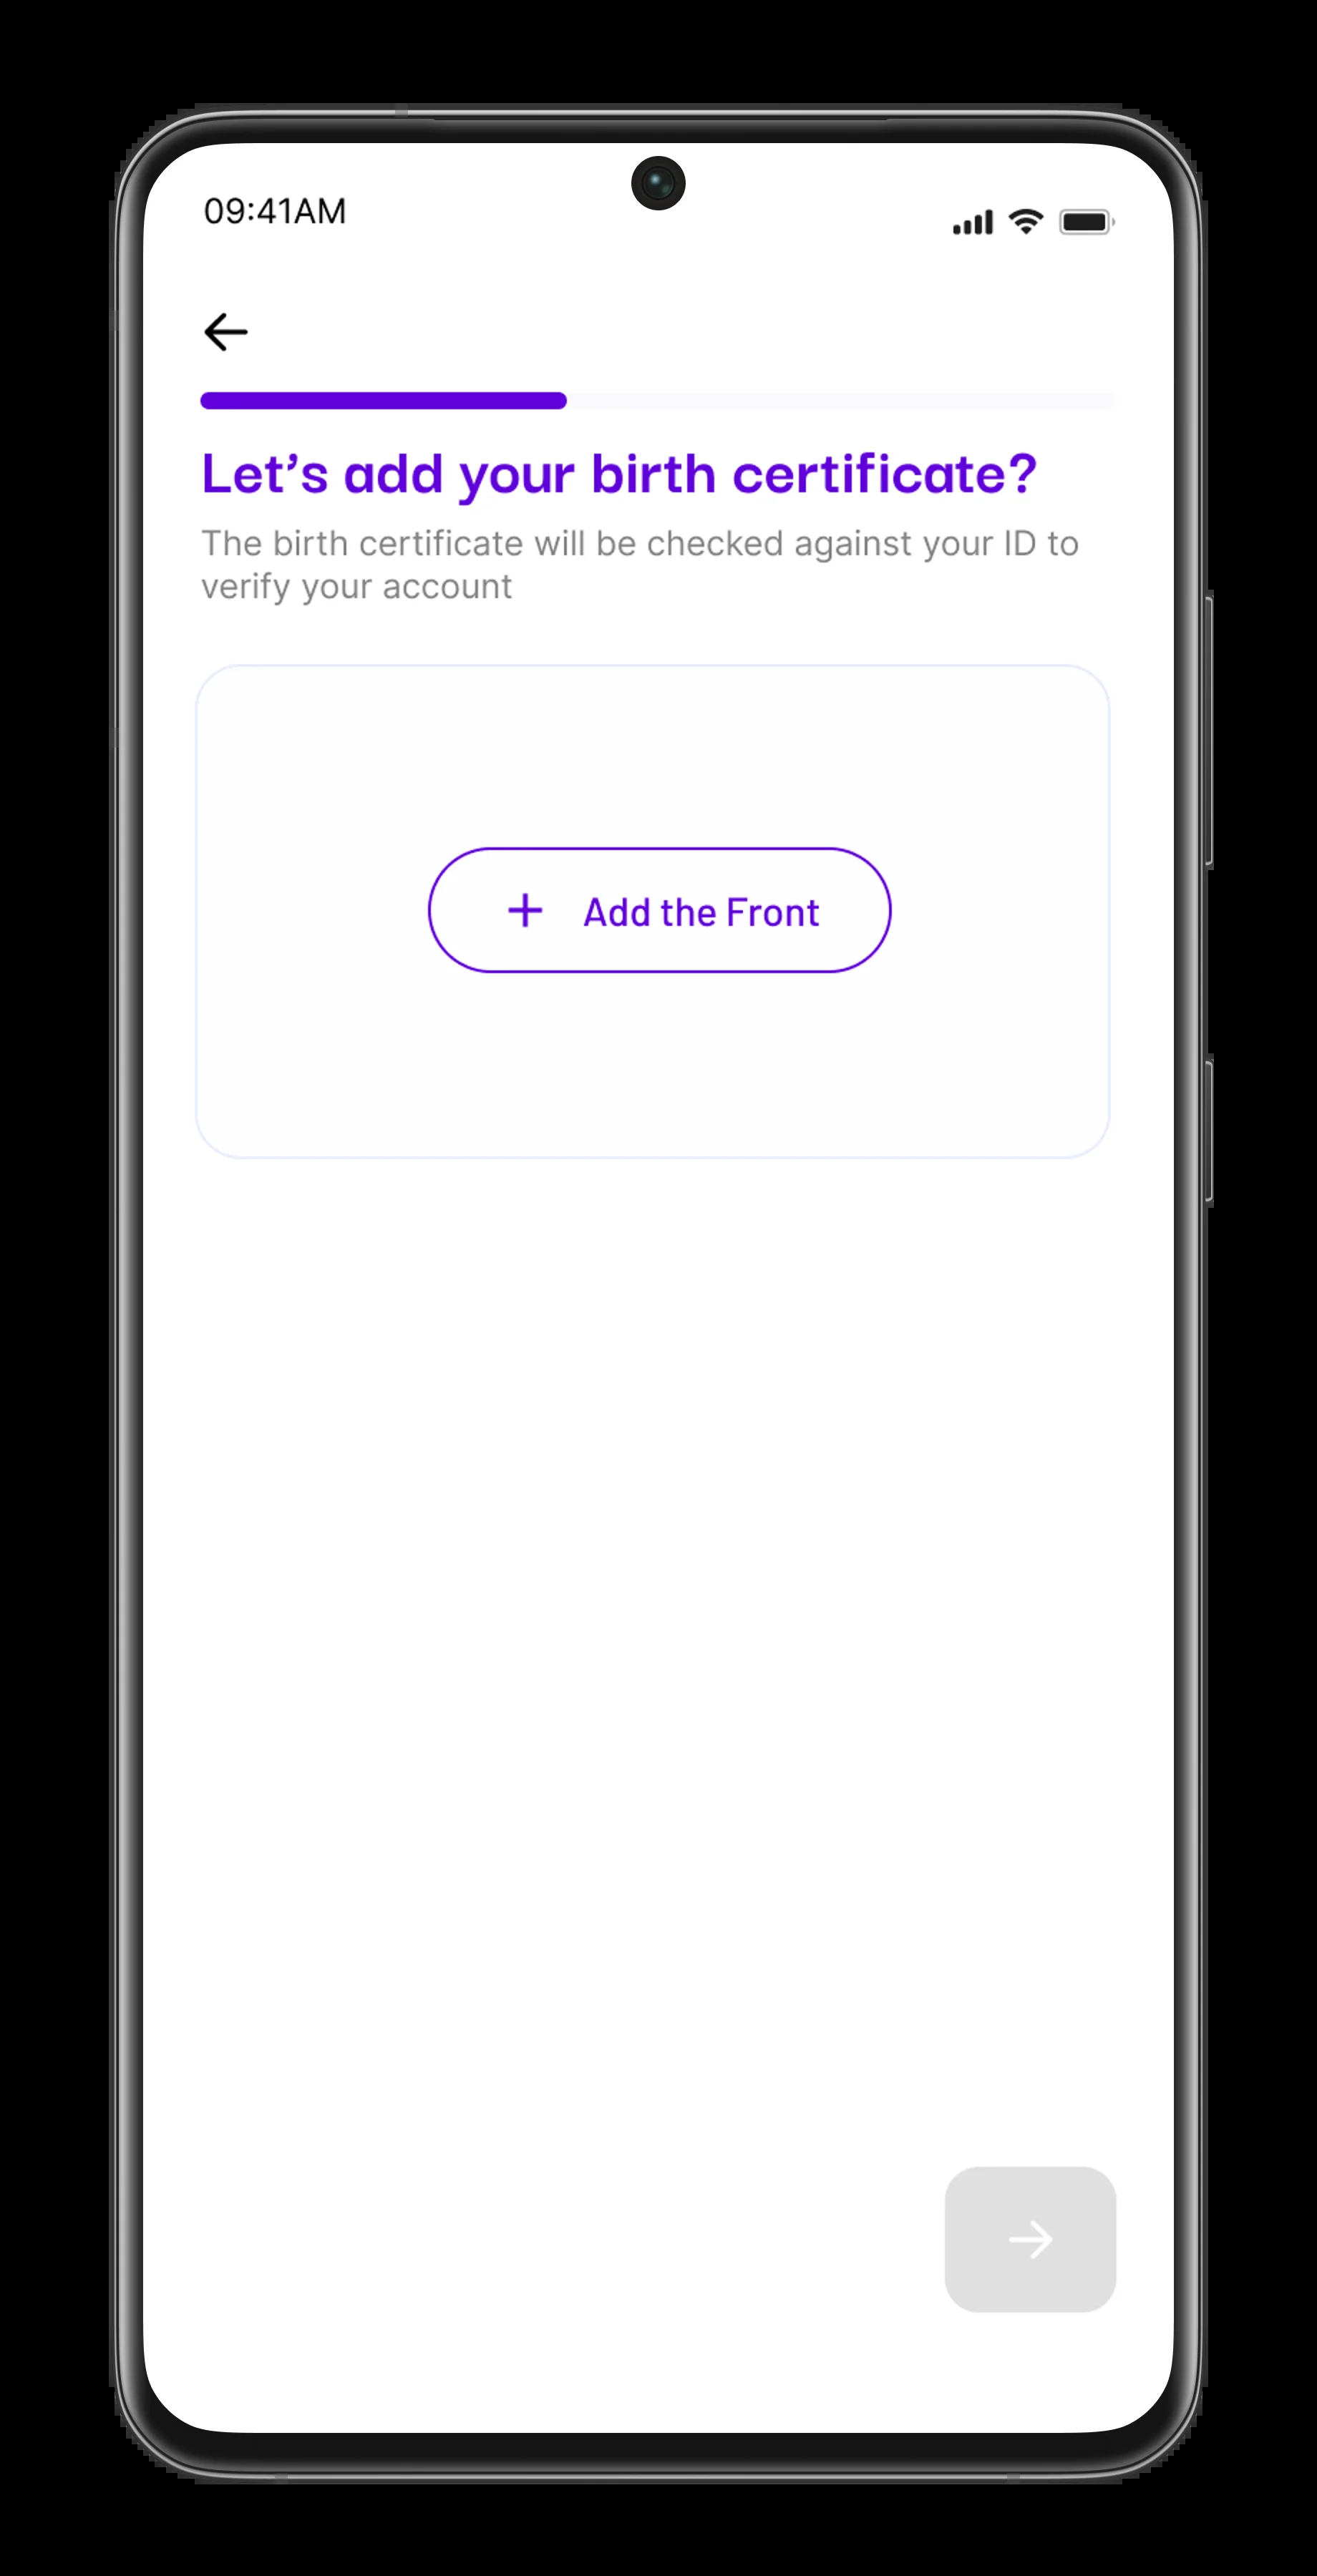 09:41AM
Let’s add your birth certificate?
The birth certificate will be checked against your ID to
verify your account
Add the Front